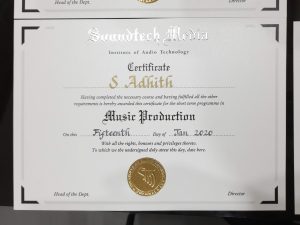 Head of the Dept.
Director
Soundtech Media
Institute of Audio Technology
Certificate
S Adhith
Having completed the necessary course and having fulfilled all the other
requirements is hereby awarded this certificate for the short term programme in
Music Production
On this Fifteenth Day of Jan 2020
With all the rights, honours and privileges thereto.
To which we the undersigned duly attest this day, date here.
Head of the Dept.
Director